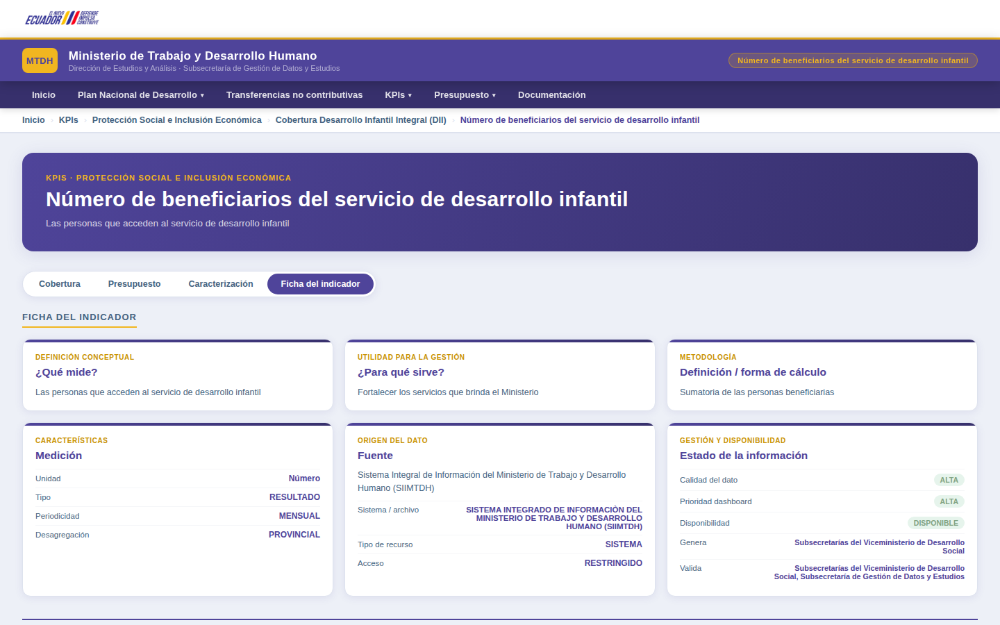 EL NUEVO
ECUADOR
DEFIENDE
IMPULSA
CONSTRUYE
MTDH
Ministerio de Trabajo y Desarrollo Humano
Dirección de Estudios y Análisis · Subsecretaría de Gestión de Datos y Estudios
Número de beneficiarios del servicio de desarrollo infantil
Inicio
Plan Nacional de Desarrollo ▾
Transferencias no contributivas
KPIs ▾
Presupuesto ▾
Documentación
Inicio › KPIs › Protección Social e Inclusión Económica › Cobertura Desarrollo Infantil Integral (DII) › Número de beneficiarios del servicio de desarrollo infantil
KPIS · PROTECCIÓN SOCIAL E INCLUSIÓN ECONÓMICA
Número de beneficiarios del servicio de desarrollo infantil
Las personas que acceden al servicio de desarrollo infantil
Cobertura
Presupuesto
Caracterización
Ficha del indicador
FICHA DEL INDICADOR
DEFINICIÓN CONCEPTUAL
¿Qué mide?
Las personas que acceden al servicio de desarrollo infantil
UTILIDAD PARA LA GESTIÓN
¿Para qué sirve?
Fortalecer los servicios que brinda el Ministerio
METODOLOGÍA
Definición / forma de cálculo
Sumatoria de las personas beneficiarias
CARACTERÍSTICAS
Medición
Unidad Número
Tipo RESULTADO
Periodicidad MENSUAL
Desagregación PROVINCIAL
ORIGEN DEL DATO
Fuente
Sistema Integral de Información del Ministerio de Trabajo y Desarrollo
Humano (SIIMTDH)
Sistema / archivo SISTEMA INTEGRADO DE INFORMACIÓN DEL
MINISTERIO DE TRABAJO Y DESARROLLO
HUMANO (SIIMTDH)
Tipo de recurso SISTEMA
Acceso RESTRINGIDO
GESTIÓN Y DISPONIBILIDAD
Estado de la información
Calidad del dato ALTA
Prioridad dashboard ALTA
Disponibilidad DISPONIBLE
Genera Subsecretarías del Viceministerio de Desarrollo
Social
Valida Subsecretarías del Viceministerio de Desarrollo
Social, Subsecretaría de Gestión de Datos y Estudios